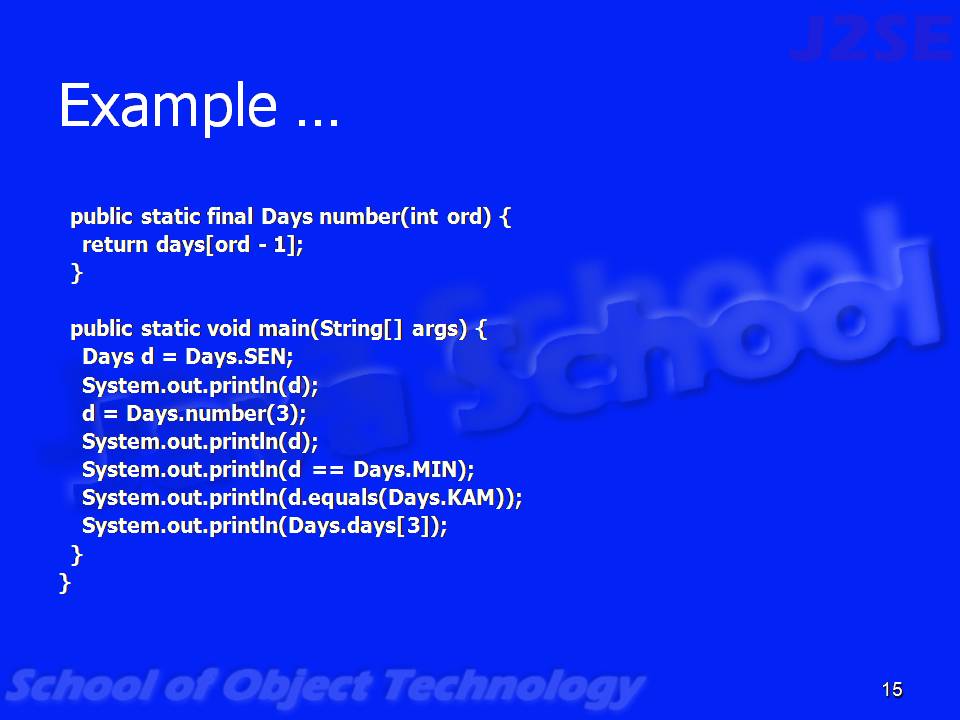 J2SE
Example …
public static final Days number(int ord) {
return days[ord - 1];
}
public static void main(String[] args) {
Days d = Days.SEN;
System.out.println(d);
d = Days.number(3);
System.out.println(d);
System.out.println(d == Days.MIN);
System.out.println(d.equals(Days.KAM));
System.out.println(Days.days[3]);
}
}
Java School
School of Object Technology
15